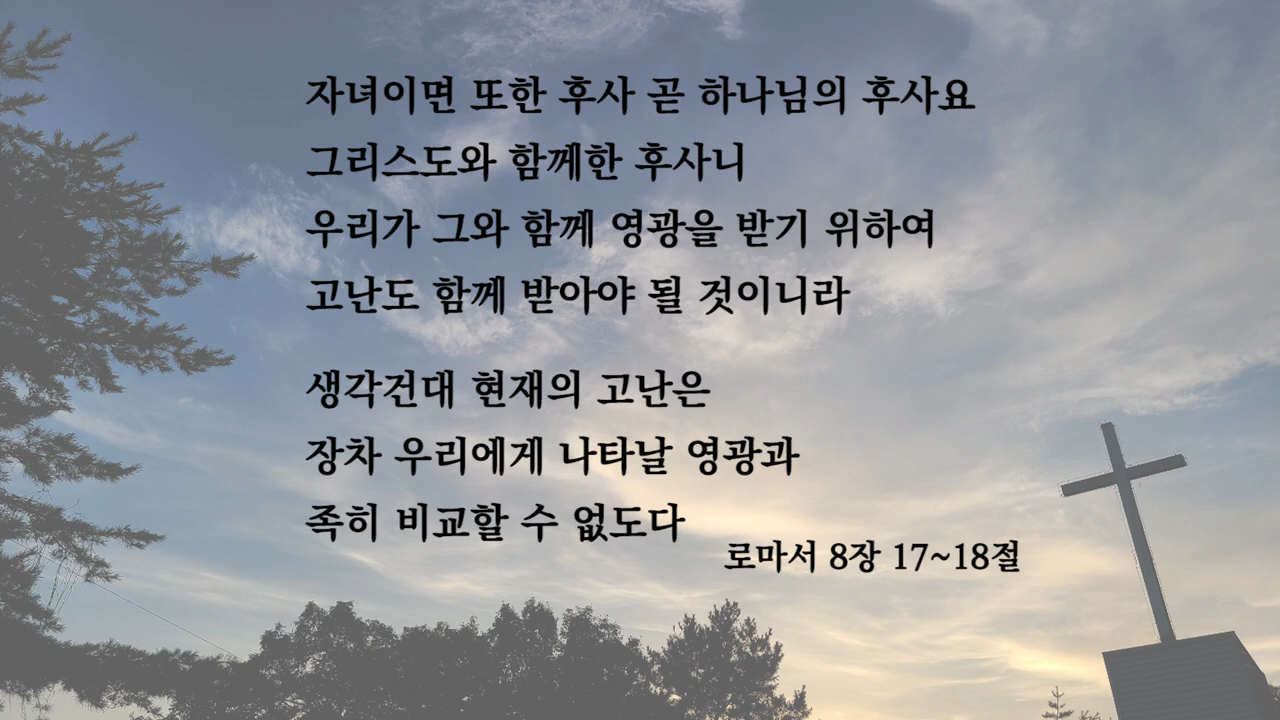 자녀이면 또한 후사 곧 하나님의 후사요
그리스도와 함께한 후사니
우리가 그와 함께 영광을 받기 위하여
고난도 함께 받아야 될 것이니라
생각건대 현재의 고난은
장차 우리에게 나타날 영광과
족히 비교할 수 없도다
로마서 8장 17~18절